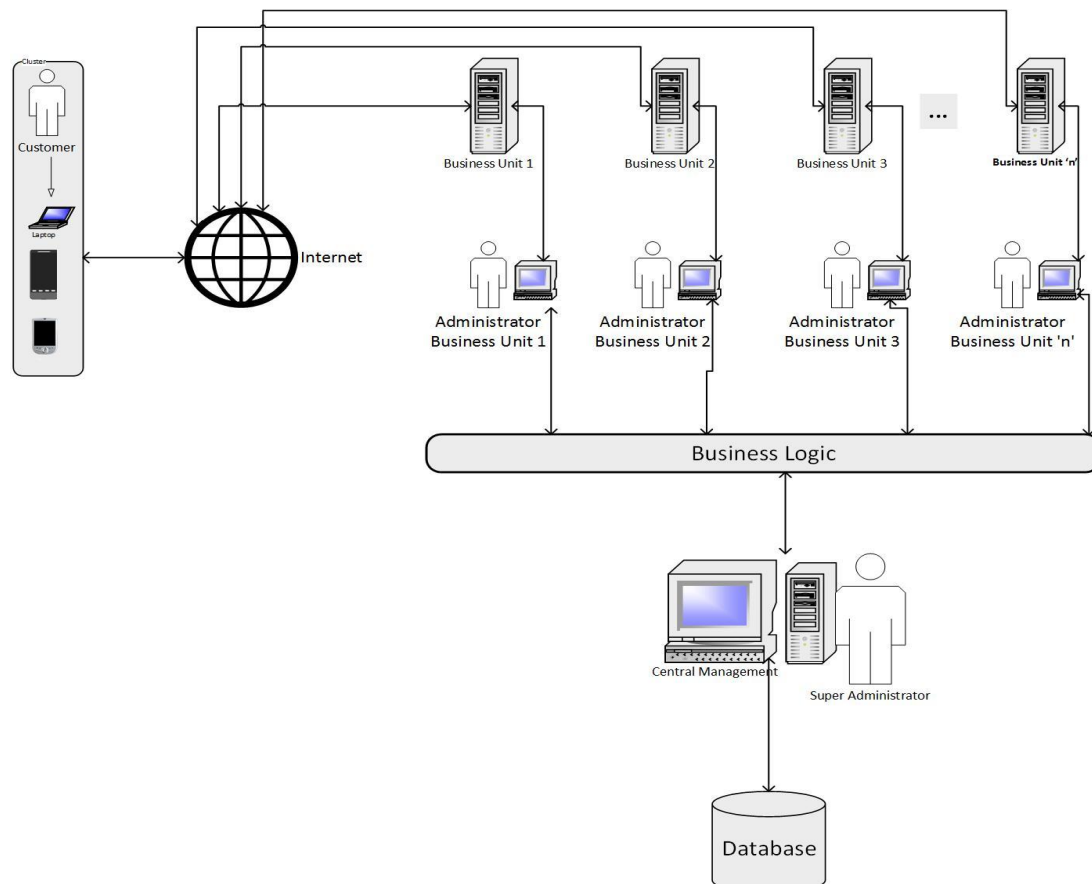 Cluster
Customer
Laptop
Internet
Business Unit 1
Business Unit 2
Business Unit 3
...
Business Unit ‘n’
Administrator
Business Unit 1
Administrator
Business Unit 2
Administrator
Business Unit 3
Administrator
Business Unit 'n'
Business Logic
Central Management
Super Administrator
Database